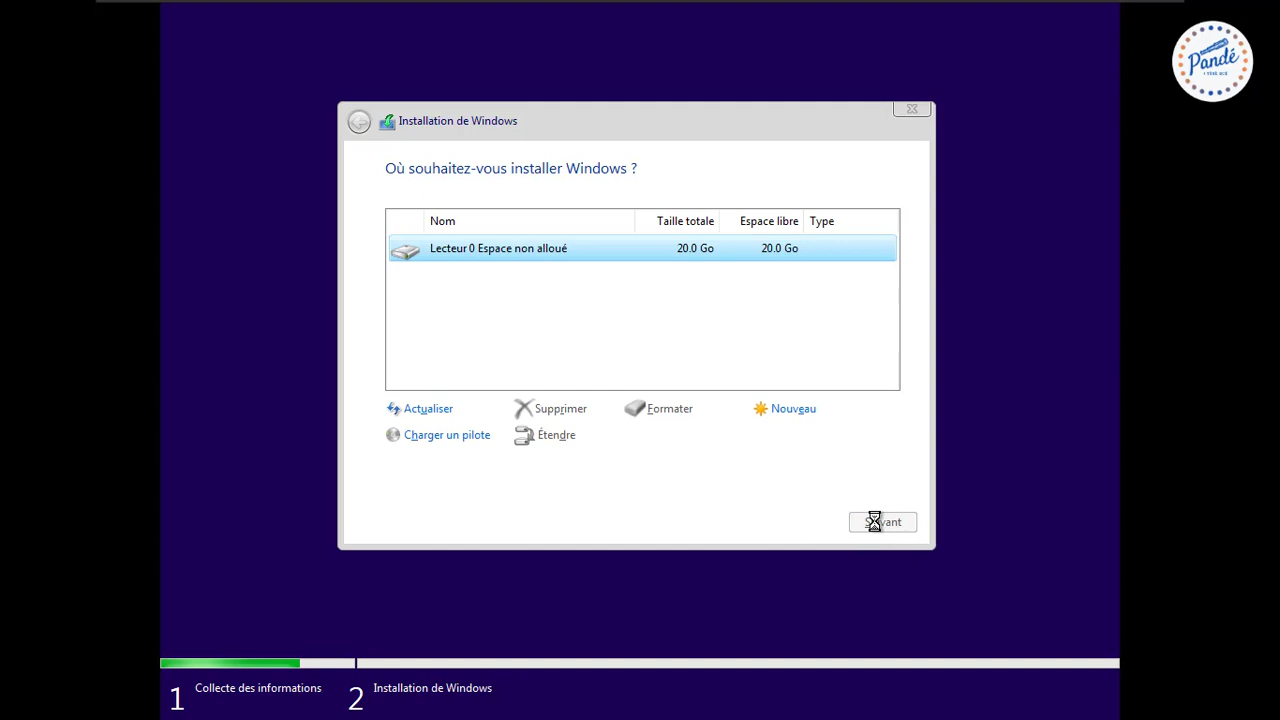 Pandé
Installation de Windows
Où souhaitez-vous installer Windows ?
Nom Taille totale Espace libre Type
Lecteur 0 Espace non alloué 20.0 Go 20.0 Go
Actualiser Supprimer Formater Nouveau
Charger un pilote Étendre
1 Collecte des informations 2 Installation de Windows